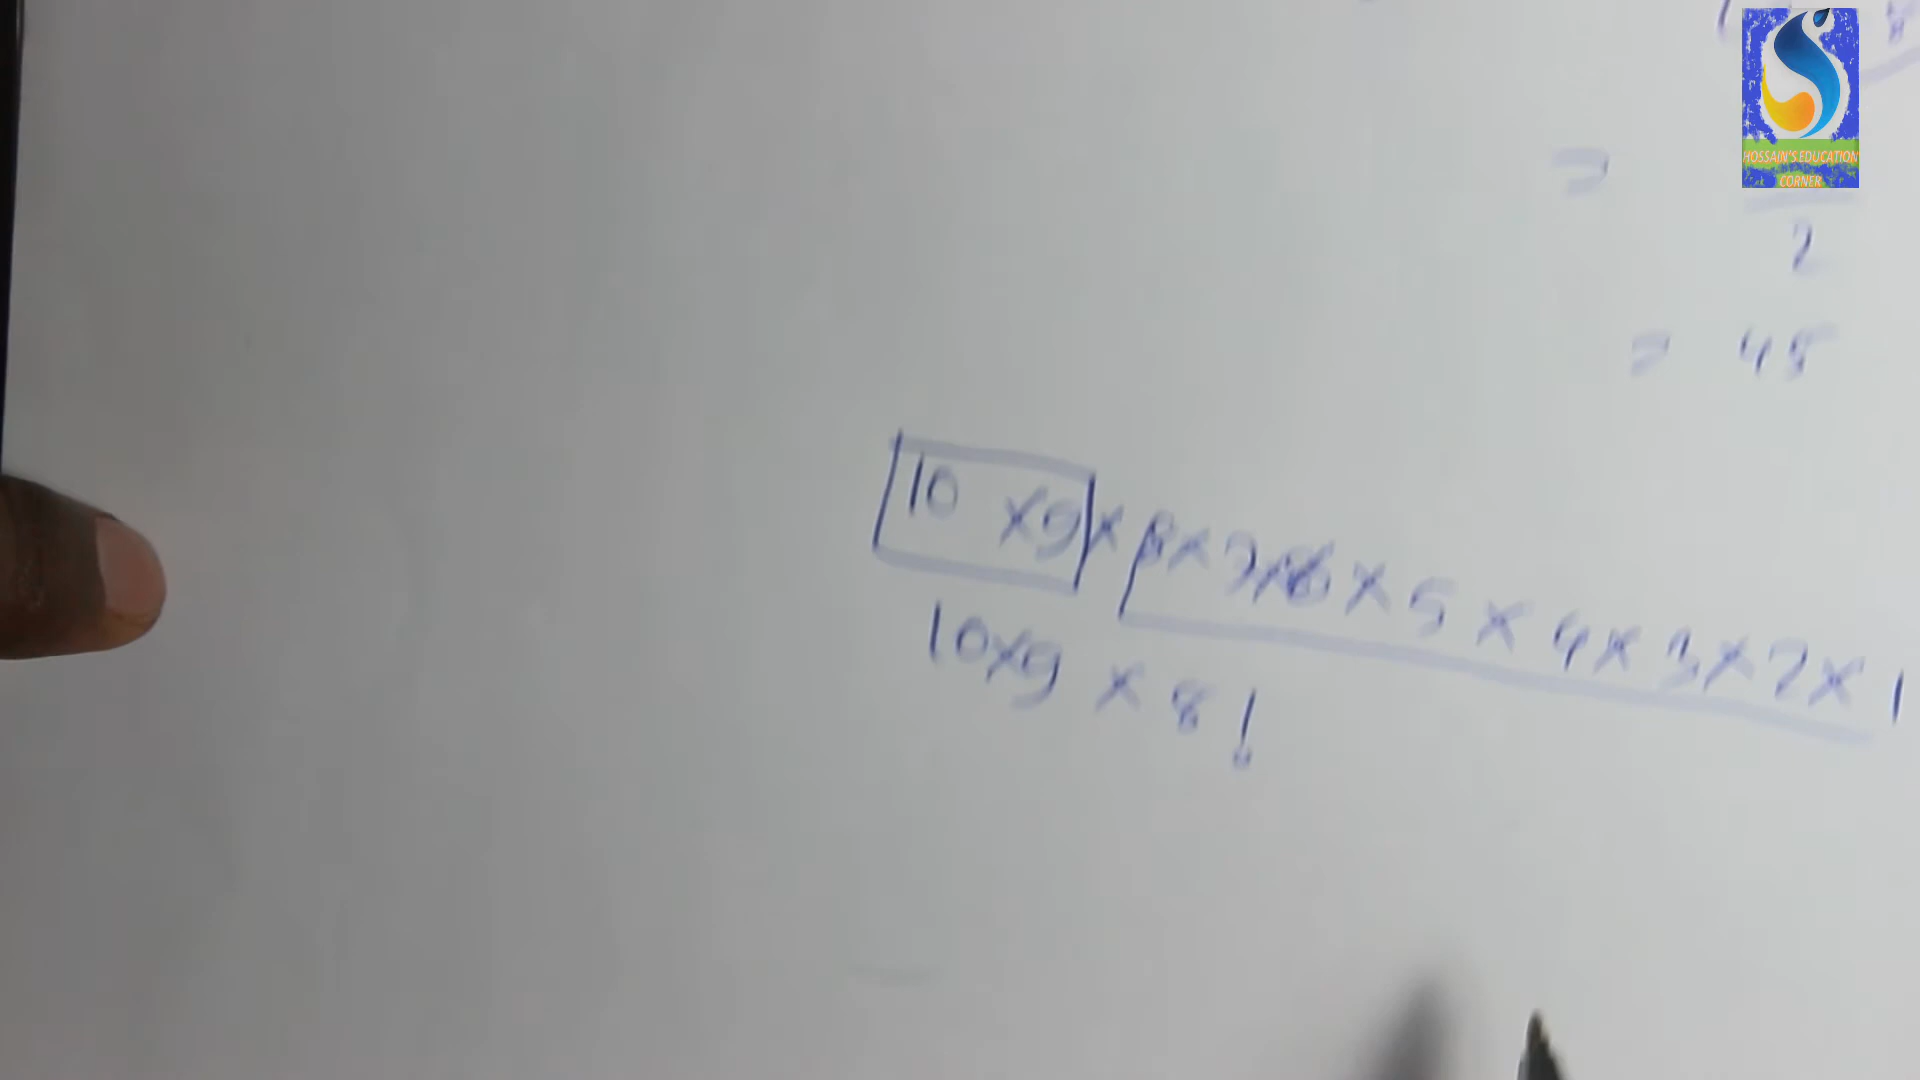 HOSSAIN'S EDUCATION
CORNER
=
2
= 45
10 ×9× 8× 7×6 × 5 × 4× 3× 2× 1
10×9 × 8!